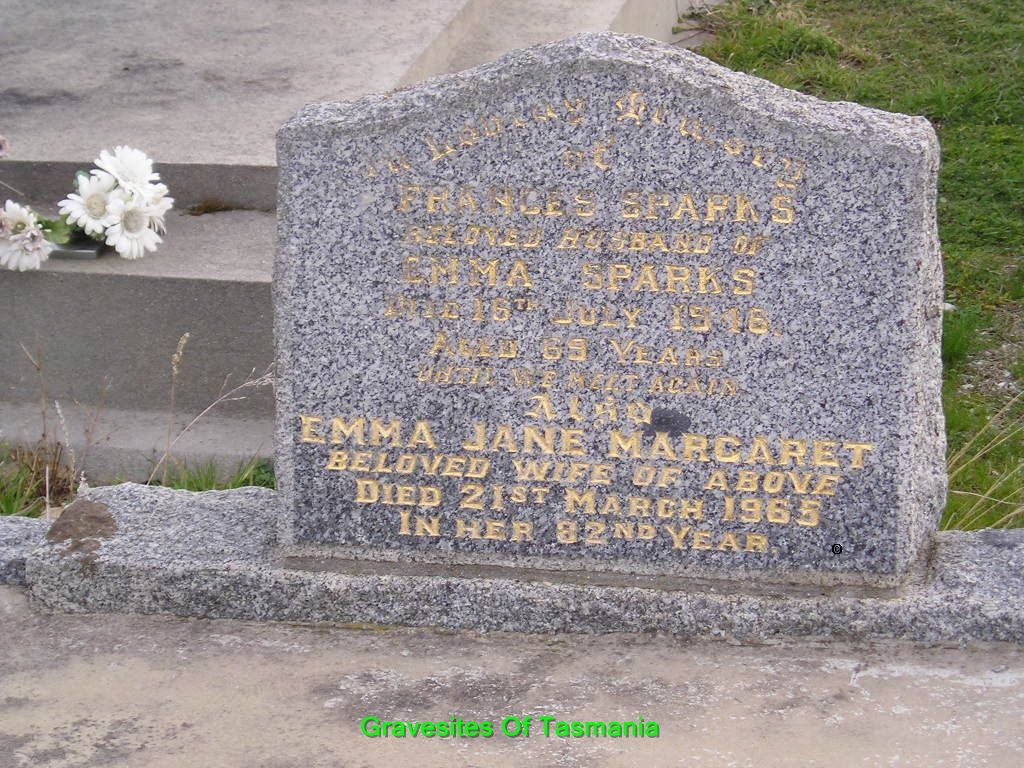 In Loving Memory
of
FRANCES SPARKS
BELOVED HUSBAND OF
EMMA SPARKS
DIED 16TH JULY 1946.
AGED 69 YEARS
UNTIL WE MEET AGAIN
Also
EMMA JANE MARGARET
BELOVED WIFE OF ABOVE
DIED 21ST MARCH 1965
IN HER 82ND YEAR.
Gravesites Of Tasmania